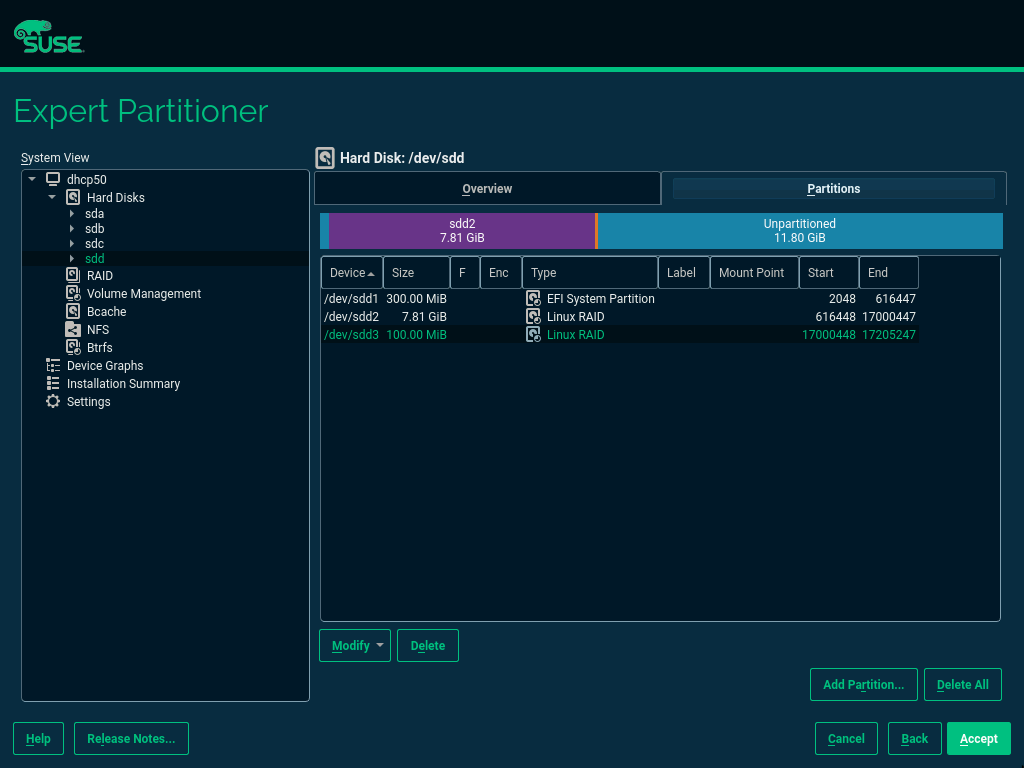 SUSE
Expert Partitioner
System View
dhcp50
Hard Disks
sda
sdb
sdc
sdd
RAID
Volume Management
Bcache
NFS
Btrfs
Device Graphs
Installation Summary
Settings
Hard Disk: /dev/sdd
Overview Partitions
sdd2 Unpartitioned
7.81 GiB 11.80 GiB
Device Size F Enc Type Label Mount Point Start End
/dev/sdd1 300.00 MiB EFI System Partition 2048 616447
/dev/sdd2 7.81 GiB Linux RAID 616448 17000447
/dev/sdd3 100.00 MiB Linux RAID 17000448 17205247
Modify Delete
Add Partition... Delete All
Help Release Notes... Cancel Back Accept